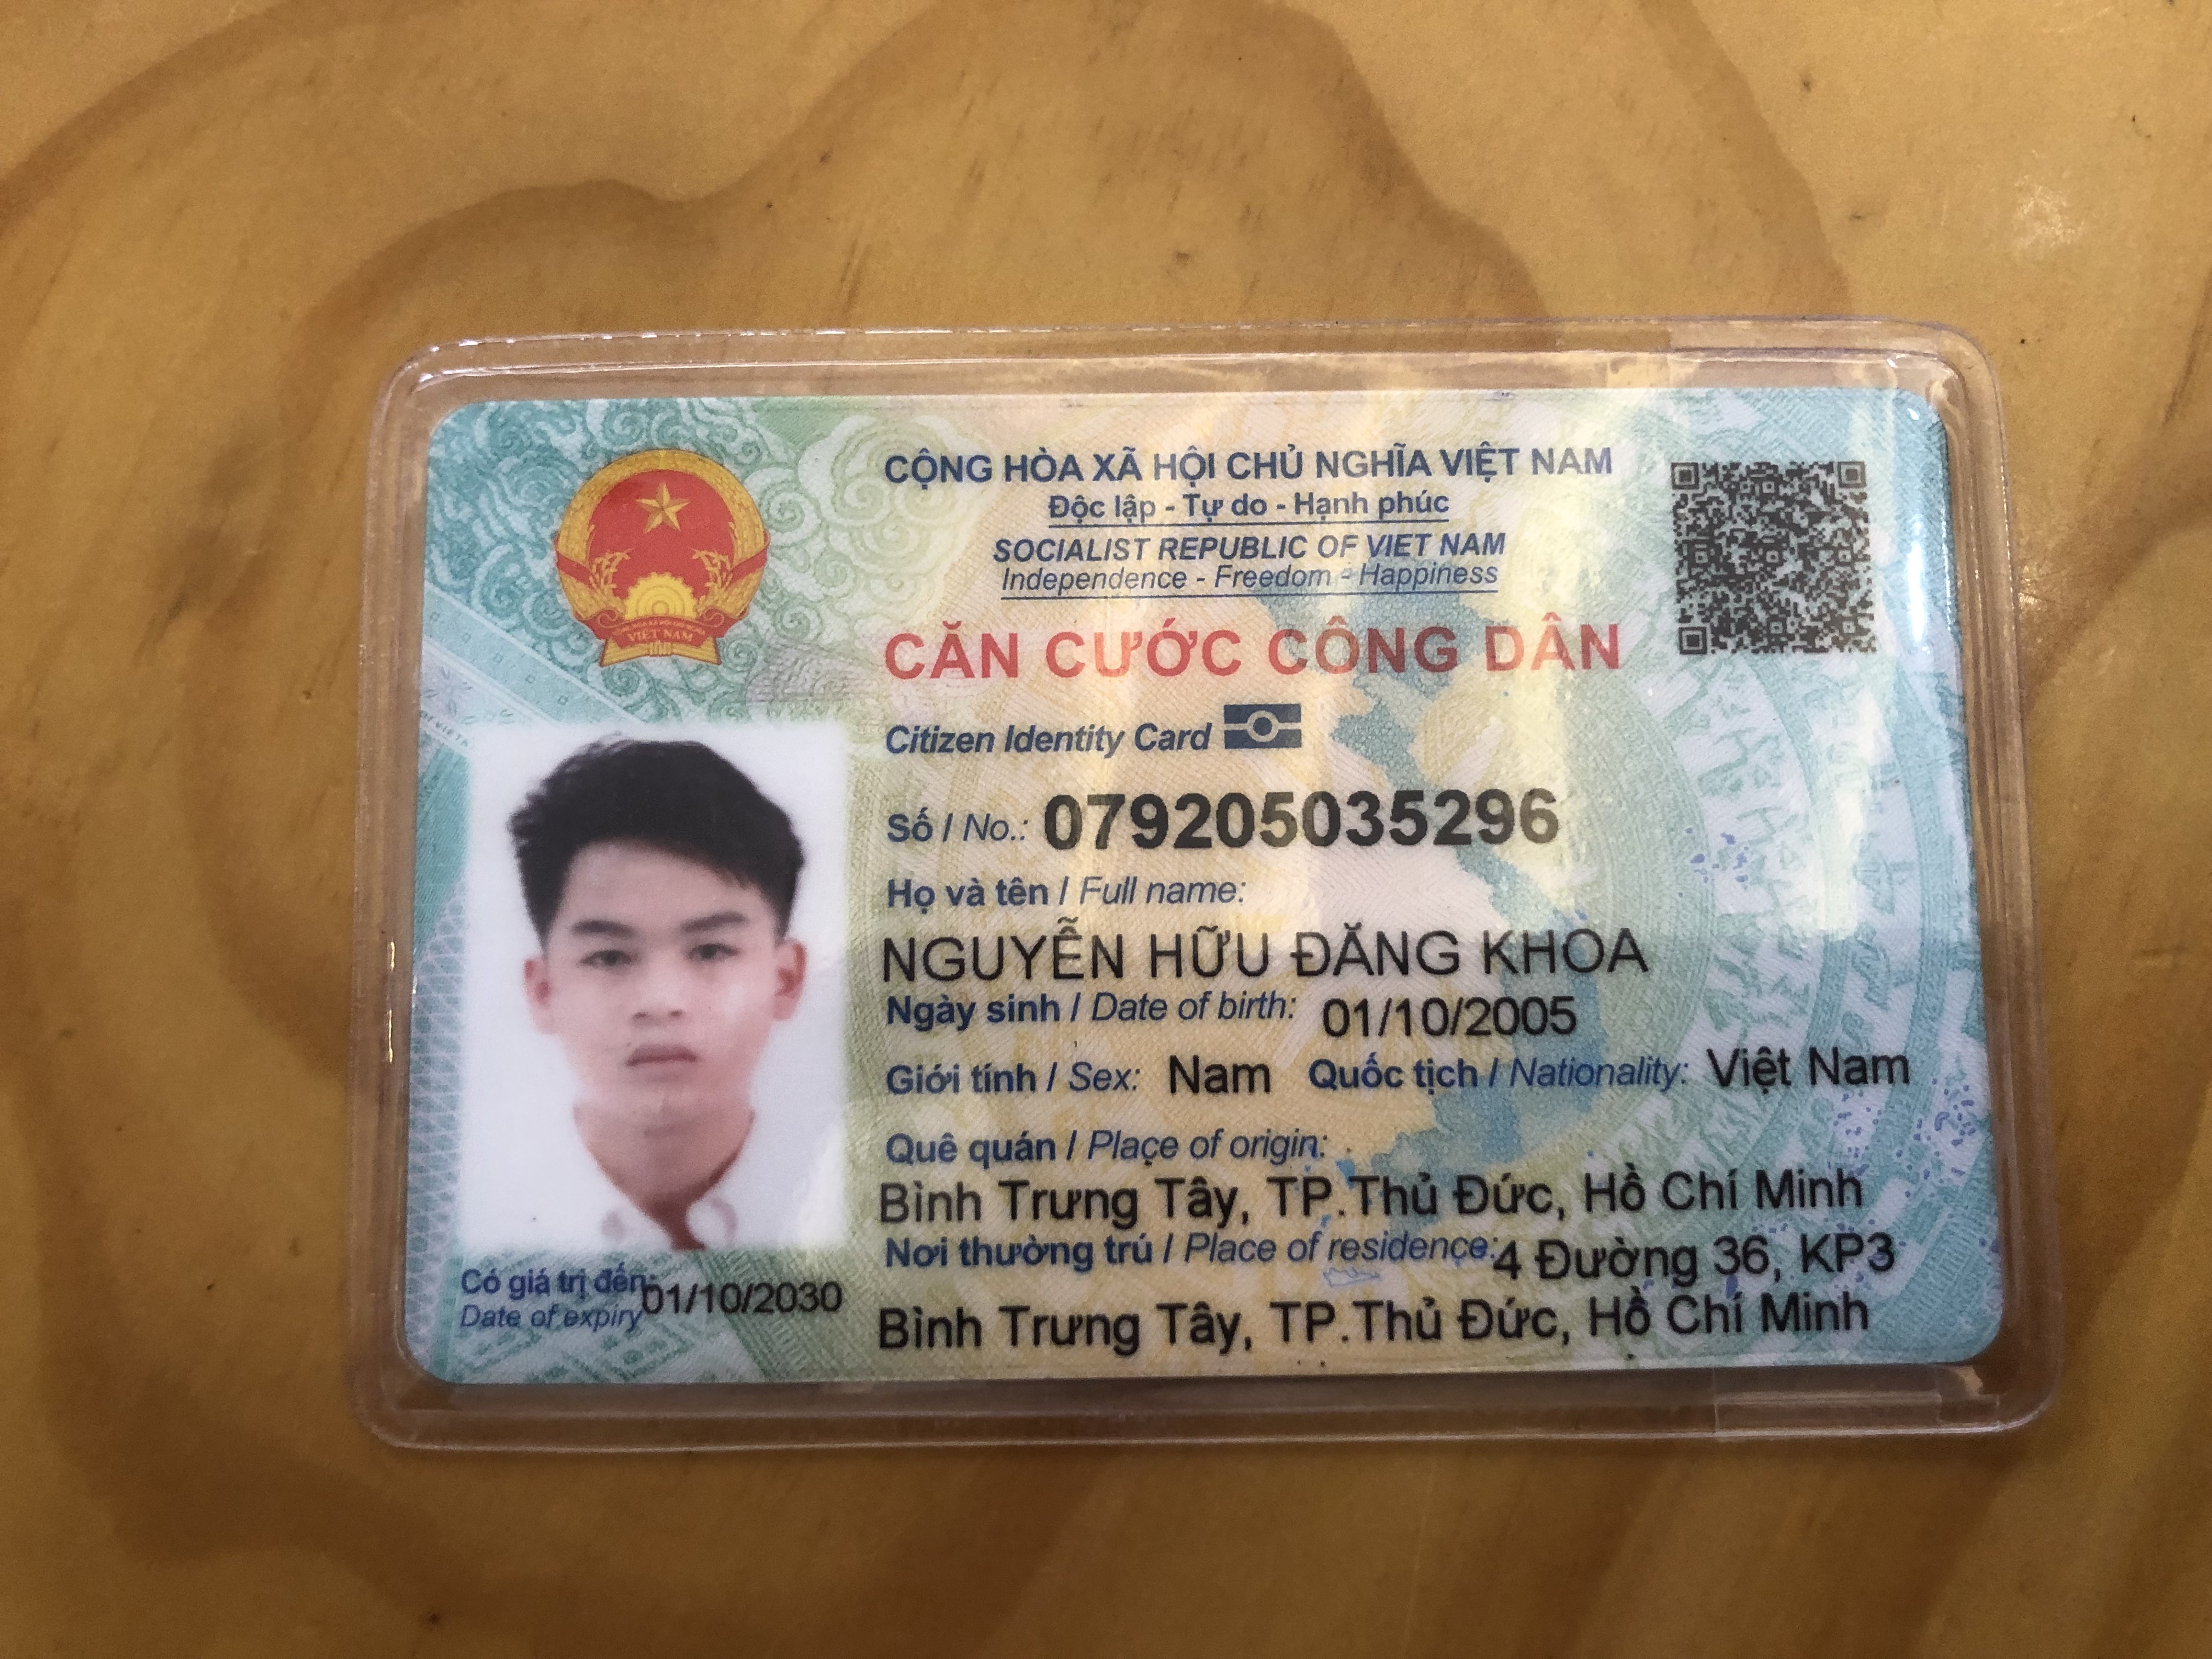 CỘNG HÒA XÃ HỘI CHỦ NGHĨA VIỆT NAM
Độc lập - Tự do - Hạnh phúc
SOCIALIST REPUBLIC OF VIET NAM
Independence - Freedom - Happiness
CĂN CƯỚC CÔNG DÂN
Citizen Identity Card
Số / No.: 079205035296
Họ và tên / Full name:
NGUYỄN HỮU ĐĂNG KHOA
Ngày sinh / Date of birth: 01/10/2005
Giới tính / Sex: Nam Quốc tịch / Nationality: Việt Nam
Quê quán / Place of origin:
Bình Trưng Tây, TP.Thủ Đức, Hồ Chí Minh
Nơi thường trú / Place of residence: 4 Đường 36, KP3
Bình Trưng Tây, TP.Thủ Đức, Hồ Chí Minh
Có giá trị đến: 01/10/2030
Date of expiry
VIỆT NAM